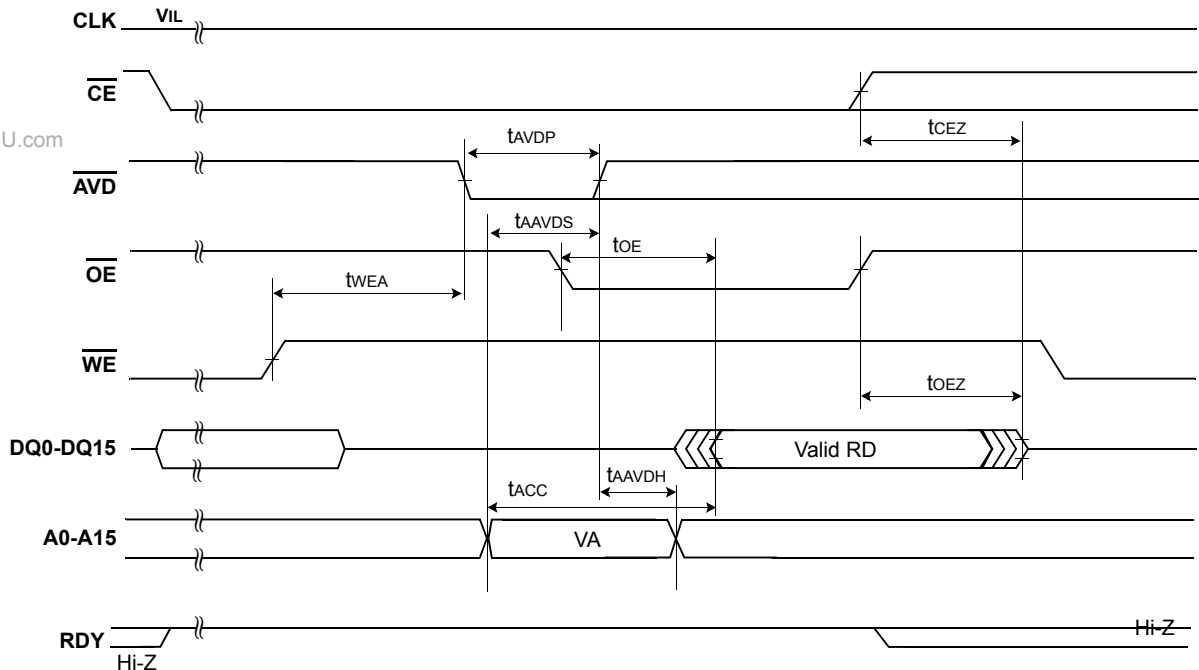 CLK VIL
CE
U.com
tCEZ
tAVDP
AVD
tAAVDS
tOE
OE
tWEA
WE
tOEZ
DQ0-DQ15
Valid RD
tAAVDH
tACC
A0-A15
VA
Hi-Z
RDY
Hi-Z